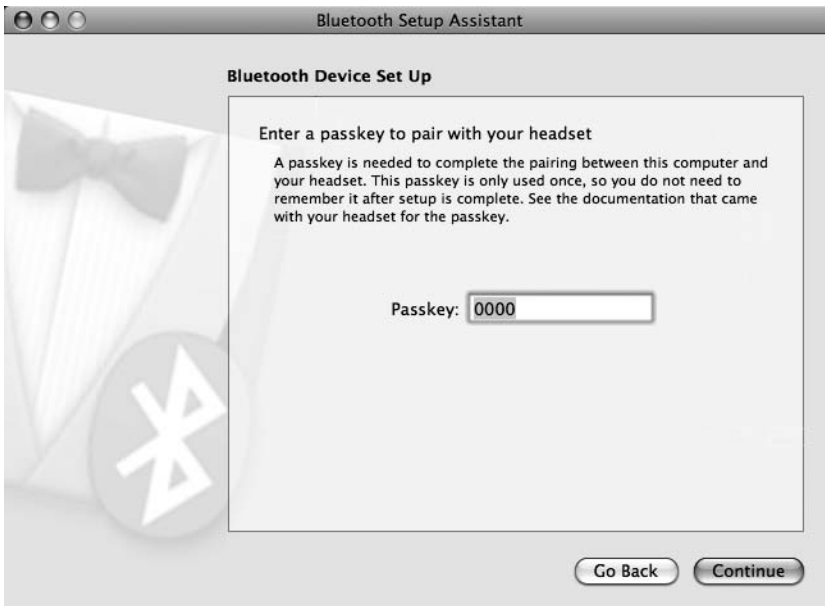 Bluetooth Setup Assistant
Bluetooth Device Set Up
Enter a passkey to pair with your headset
A passkey is needed to complete the pairing between this computer and
your headset. This passkey is only used once, so you do not need to
remember it after setup is complete. See the documentation that came
with your headset for the passkey.
Passkey: 0000
Go Back Continue